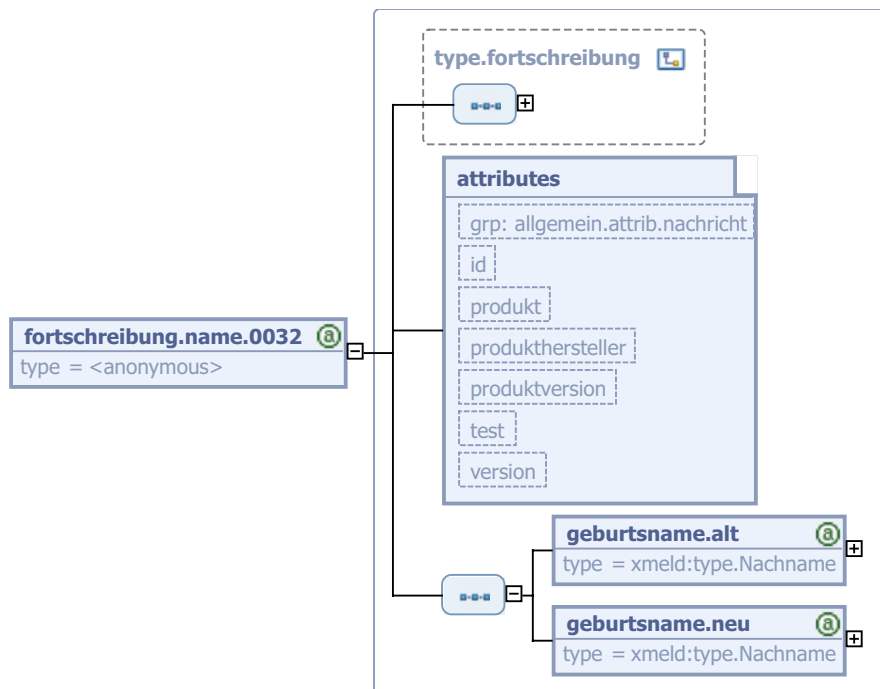 type.fortschreibung
attributes
grp: allgemein.attrib.nachricht
id
produkt
produkthersteller
produktversion
test
version
fortschreibung.name.0032
type = <anonymous>
geburtsname.alt
type = xmeld:type.Nachname
geburtsname.neu
type = xmeld:type.Nachname